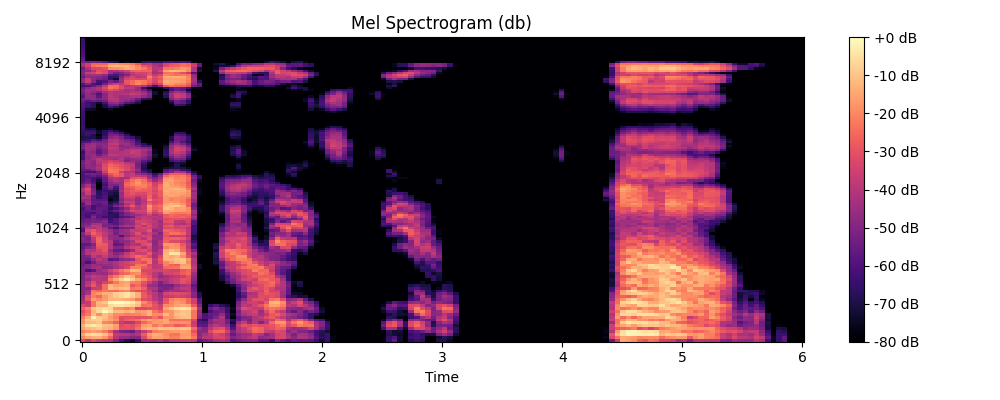 Mel Spectrogram (db)
Hz
8192
4096
2048
1024
512
0
0 1 2 3 4 5 6
Time
+0 dB
-10 dB
-20 dB
-30 dB
-40 dB
-50 dB
-60 dB
-70 dB
-80 dB